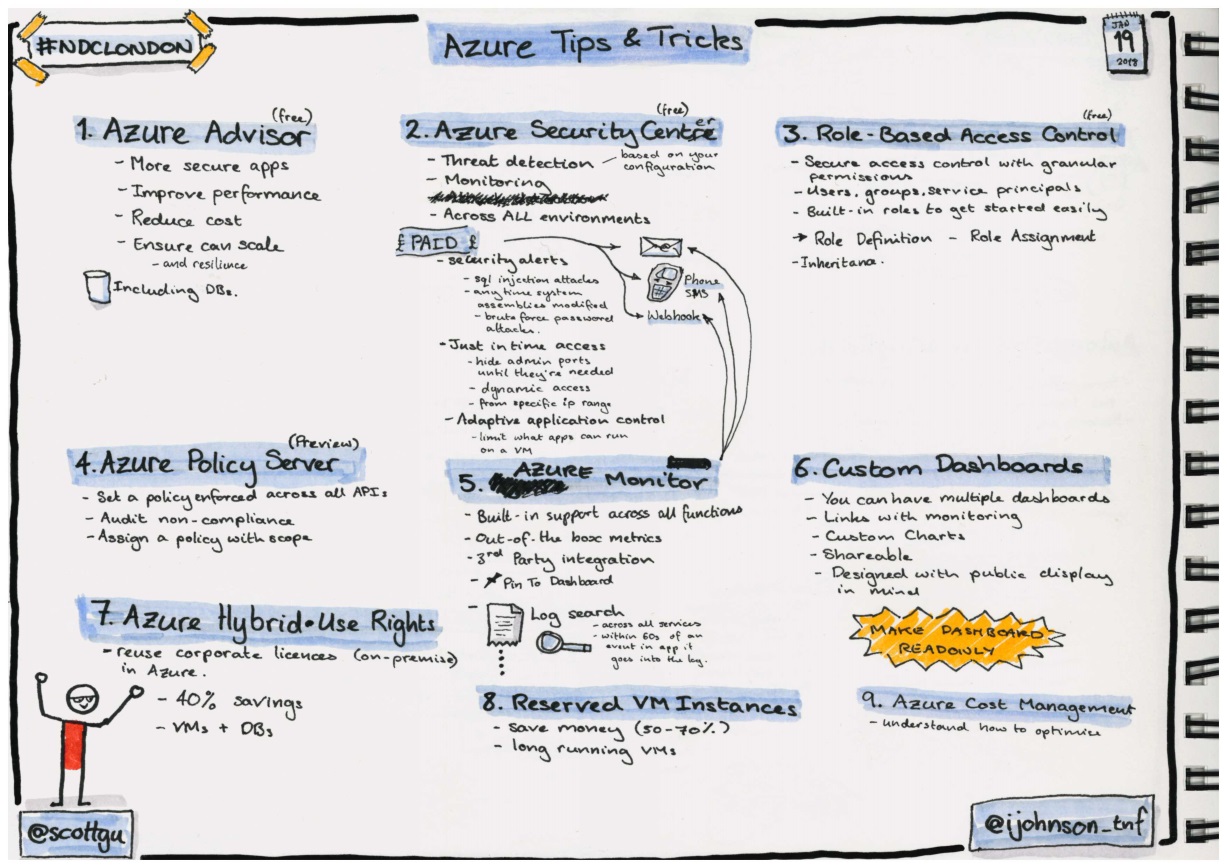 #NDCLONDON
Azure Tips & Tricks
JAN
19
2018
1. Azure Advisor
(free)
- More secure apps
- Improve performance
- Reduce cost
- Ensure can scale
- and resilience
Including DBs.
2. Azure Security Centre
er
(free)
- Threat detection
based on your
configuration
- Monitoring
- Across ALL environments
£ PAID £
- security alerts
- sql injection attacks
- anytime system
assemblies modified
- brute force password
attacks.
- Just in time access
- hide admin ports
until they're needed
- dynamic access
- from specific ip range
- Adaptive application control
- limit what apps can run
on a VM
Phone
SMS
Webhook
3. Role-Based Access Control
(free)
- Secure access control with granular
permissions
- Users, groups, service principals
- Built-in roles to get started easily
→ Role Definition - Role Assignment
- Inheritance.
4. Azure Policy Server
(Preview)
- Set a policy enforced across all APIs
- Audit non-compliance
- Assign a policy with scope
5. AZURE Monitor
- Built-in support across all functions
- Out-of-the box metrics
- 3rd Party integration
- Pin To Dashboard
- Log search
- across all services
- within 60s of an
event in app it
goes into the log.
6. Custom Dashboards
- You can have multiple dashboards
- Links with monitoring
- Custom Charts
- Shareable
- Designed with public display
in mind
MAKE DASHBOARD
READONLY
7. Azure Hybrid-Use Rights
- reuse corporate licences (on-premise)
in Azure.
- 40% savings
- VMs + DBs
8. Reserved VM Instances
- save money (50-70%)
- long running VMs
9. Azure Cost Management
- understand how to optimize
@scottgu
@ijohnson_tnf